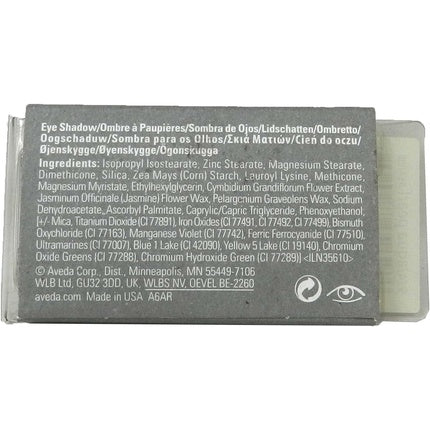 Eye Shadow/Ombre à Paupières/Sombra de Ojos/Lidschatten/Ombretto/
Oogschaduw/Sombra para os Olhos/Σκιά Ματιών/Cień do oczu/
Øjenskygge/Øyenskygge/Ögonskugga
Ingredients: Isopropyl Isostearate, Zinc Stearate, Magnesium Stearate,
Dimethicone, Silica, Zea Mays (Corn) Starch, Lauroyl Lysine, Methicone,
Magnesium Myristate, Ethylhexylglycerin, Cymbidium Grandiflorum Flower Extract,
Jasminum Officinale (Jasmine) Flower Wax, Pelargonium Graveolens Wax, Sodium
Dehydroacetate, Ascorbyl Palmitate, Caprylic/Capric Triglyceride, Phenoxyethanol,
[+/- Mica, Titanium Dioxide (CI 77891), Iron Oxides (CI 77491, CI 77492, CI 77499), Bismuth
Oxychloride (CI 77163), Manganese Violet (CI 77742), Ferric Ferrocyanide (CI 77510)
Ultramarines (CI 77007), Blue 1 Lake (CI 42090), Yellow 5 Lake (CI 19140), Chromium
Oxide Greens (CI 77288), Chromium Hydroxide Green (CI 77289)] <ILN35610>
© Aveda Corp., Dist., Minneapolis, MN 55449-7106
WLB Ltd, GU32 3DD, UK, WLBS NV, OEVEL BE-2260
aveda.com Made in USA A6AR